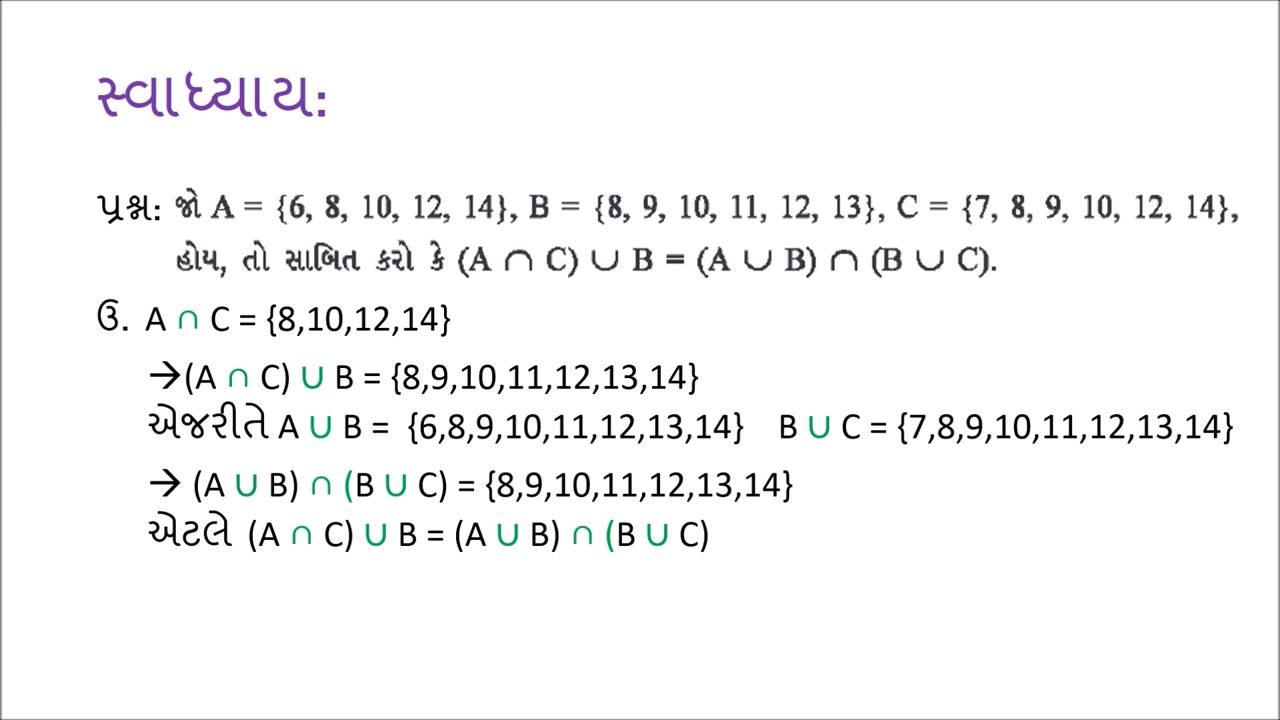 સ્વાધ્યાય:
પ્રશ્ન: જો A = {6, 8, 10, 12, 14}, B = {8, 9, 10, 11, 12, 13}, C = {7, 8, 9, 10, 12, 14},
હોય, તો સાબિત કરો કે (A ∩ C) ∪ B = (A ∪ B) ∩ (B ∪ C).
ઉ. A ∩ C = {8,10,12,14}
→(A ∩ C) ∪ B = {8,9,10,11,12,13,14}
એજરીતે A ∪ B = {6,8,9,10,11,12,13,14} B ∪ C = {7,8,9,10,11,12,13,14}
→ (A ∪ B) ∩ (B ∪ C) = {8,9,10,11,12,13,14}
એટલે (A ∩ C) ∪ B = (A ∪ B) ∩ (B ∪ C)